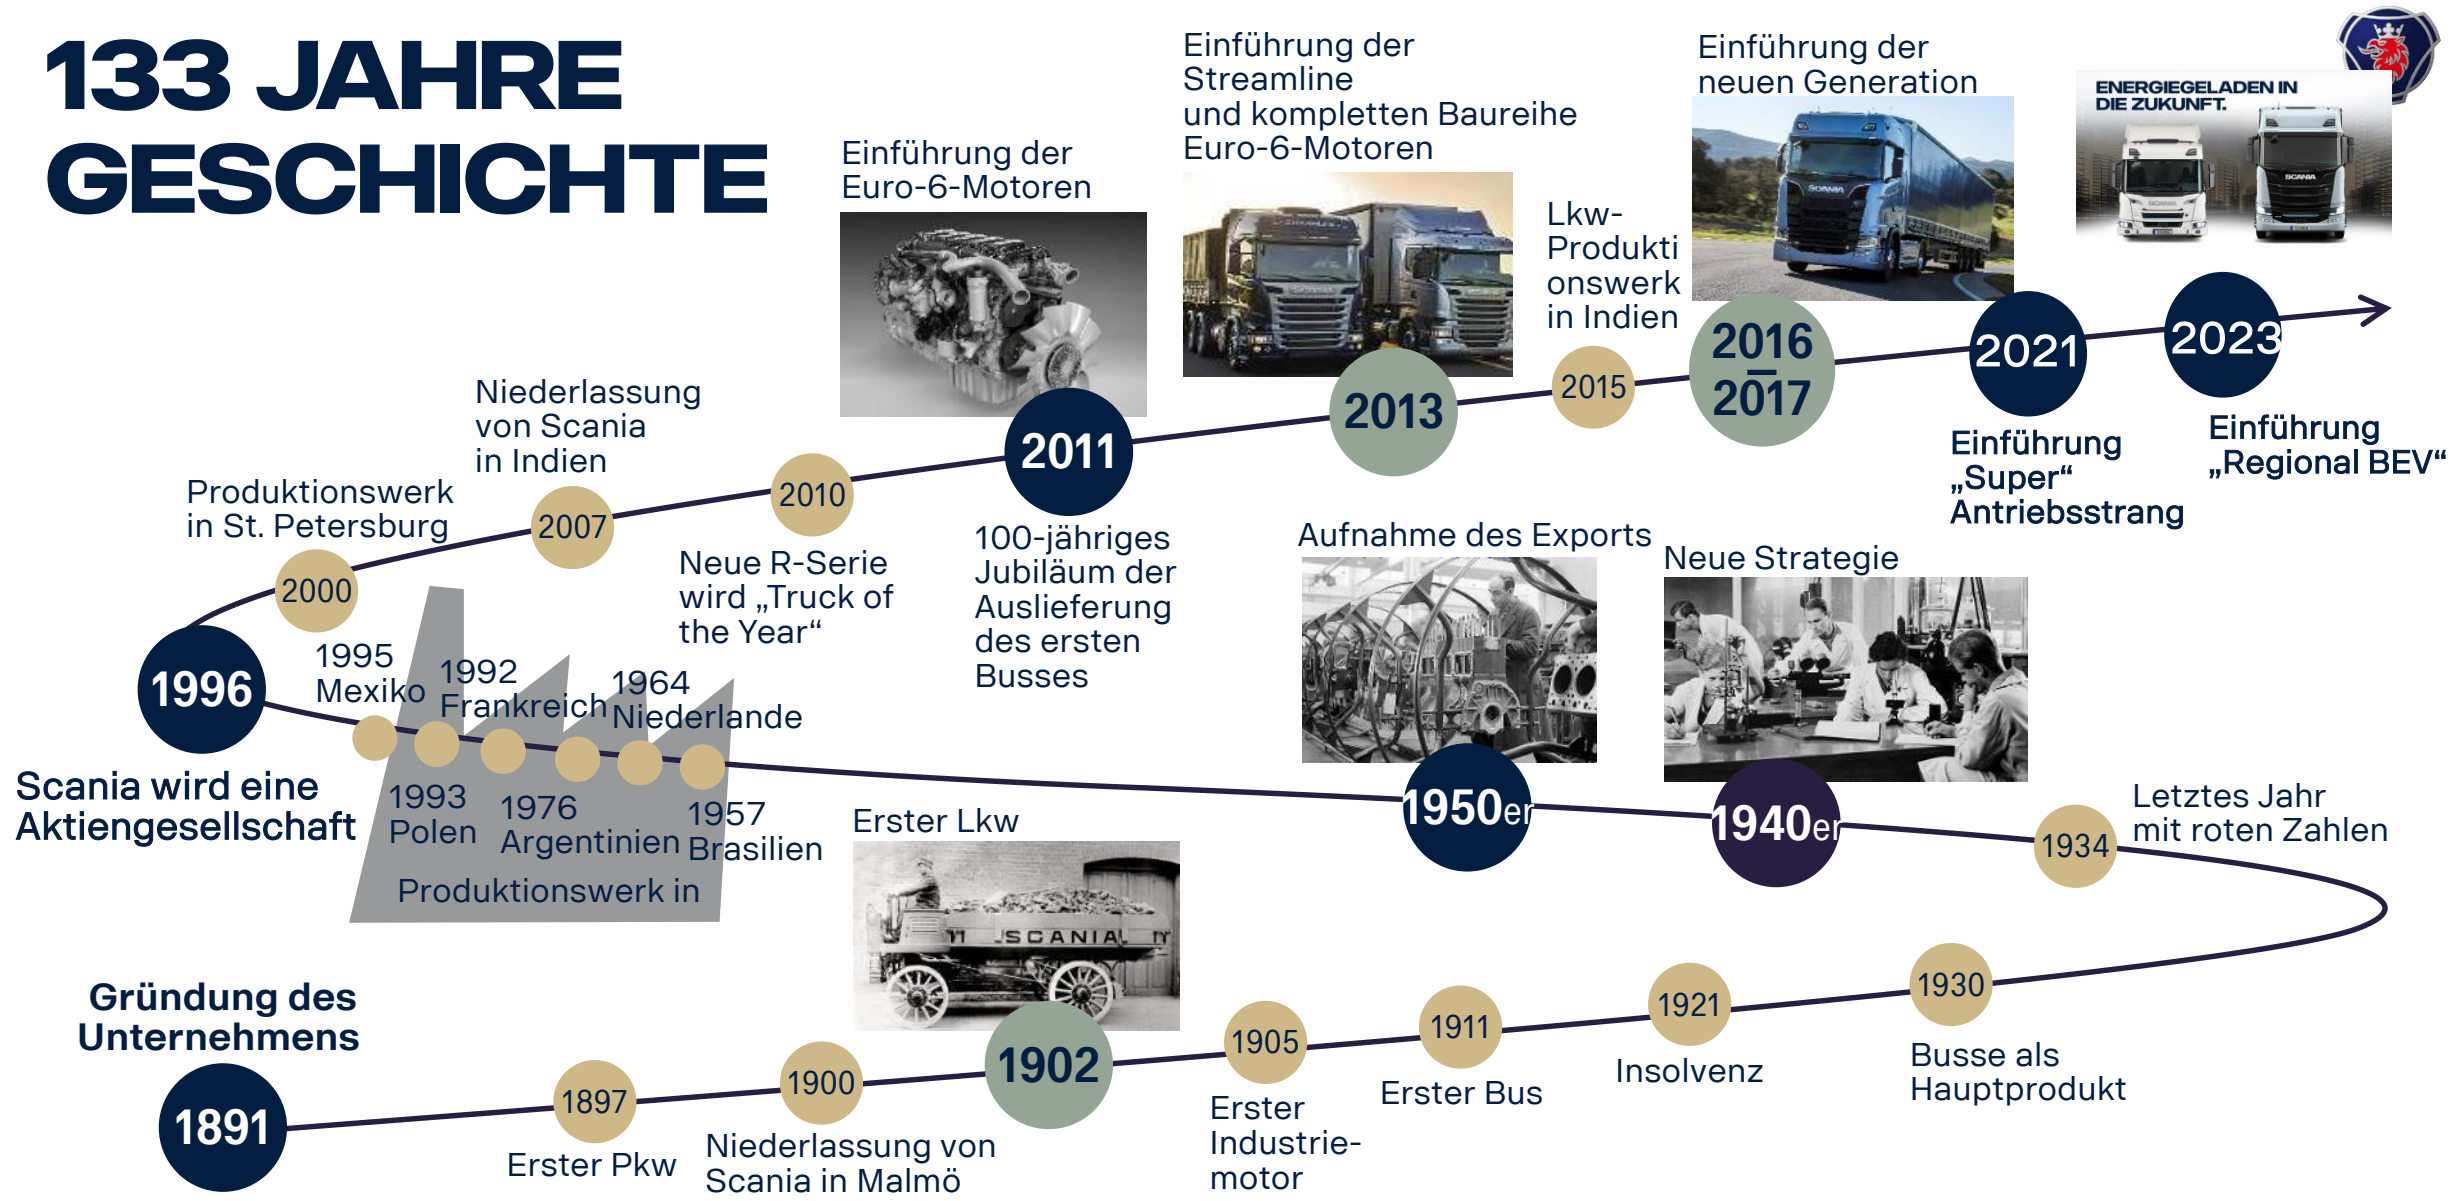 133 JAHRE
GESCHICHTE
Einführung der
Euro-6-Motoren
Einführung der
Streamline
und kompletten Baureihe
Euro-6-Motoren
Lkw-
Produkti
onswerk
in Indien
Einführung der
neuen Generation
ENERGIEGELADEN IN
DIE ZUKUNFT.
SCANIA
SCANIA
SCANIA
SCANIA
SCANIA
2023
Einführung
„Regional BEV“
2021
Einführung
„Super“
Antriebsstrang
2016
–
2017
2015
2013
2011
100-jähriges
Jubiläum der
Auslieferung
des ersten
Busses
2010
Neue R-Serie
wird „Truck of
the Year“
Niederlassung
von Scania
in Indien
2007
Produktionswerk
in St. Petersburg
2000
1996
Scania wird eine
Aktiengesellschaft
1995
Mexiko
1992
Frankreich
1964
Niederlande
1993
Polen
1976
Argentinien
1957
Brasilien
Produktionswerk in
Aufnahme des Exports
1950er
Neue Strategie
1940er
1934
Letztes Jahr
mit roten Zahlen
Erster Lkw
SCANIA
Gründung des
Unternehmens
1891
1897
Erster Pkw
1900
Niederlassung von
Scania in Malmö
1902
1905
Erster
Industrie-
motor
1911
Erster Bus
1921
Insolvenz
1930
Busse als
Hauptprodukt